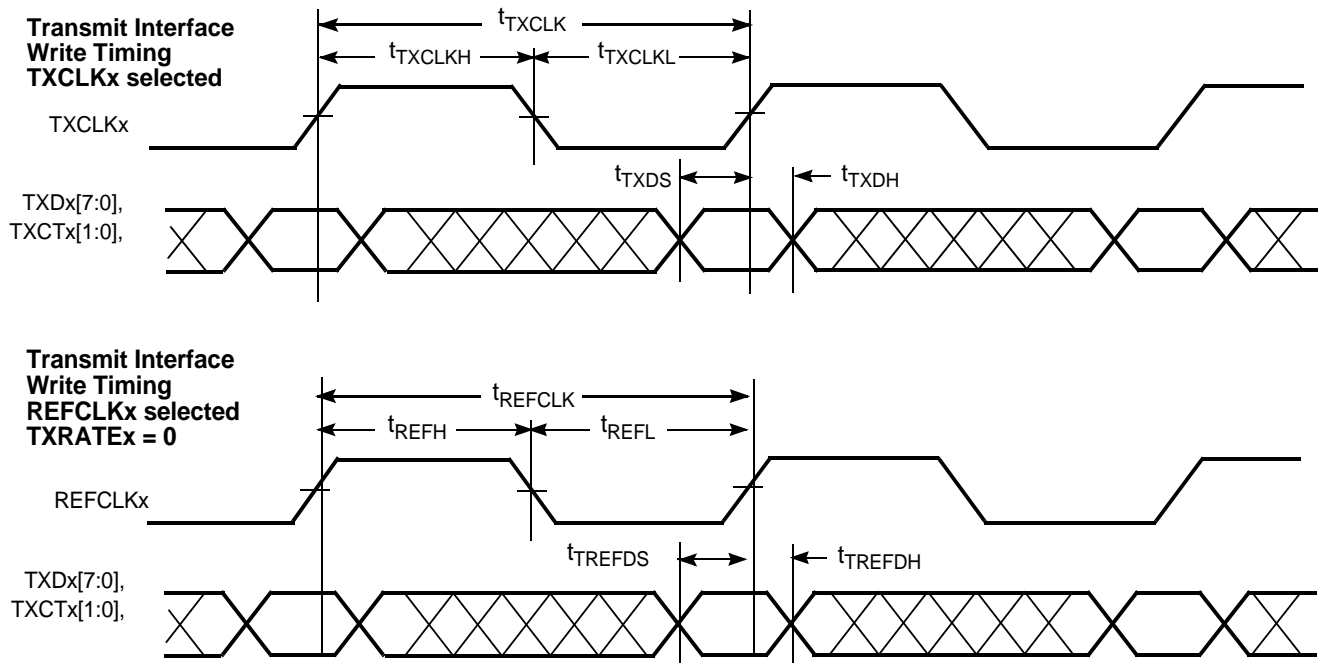 Transmit Interface
Write Timing
TXCLKx selected
tTXCLK
tTXCLKH
tTXCLKL
TXCLKx
tTXDS
tTXDH
TXDx[7:0],
TXCTx[1:0],
Transmit Interface
Write Timing
REFCLKx selected
TXRATEx = 0
tREFCLK
tREFH
tREFL
REFCLKx
tTREFDS
tTREFDH
TXDx[7:0],
TXCTx[1:0],